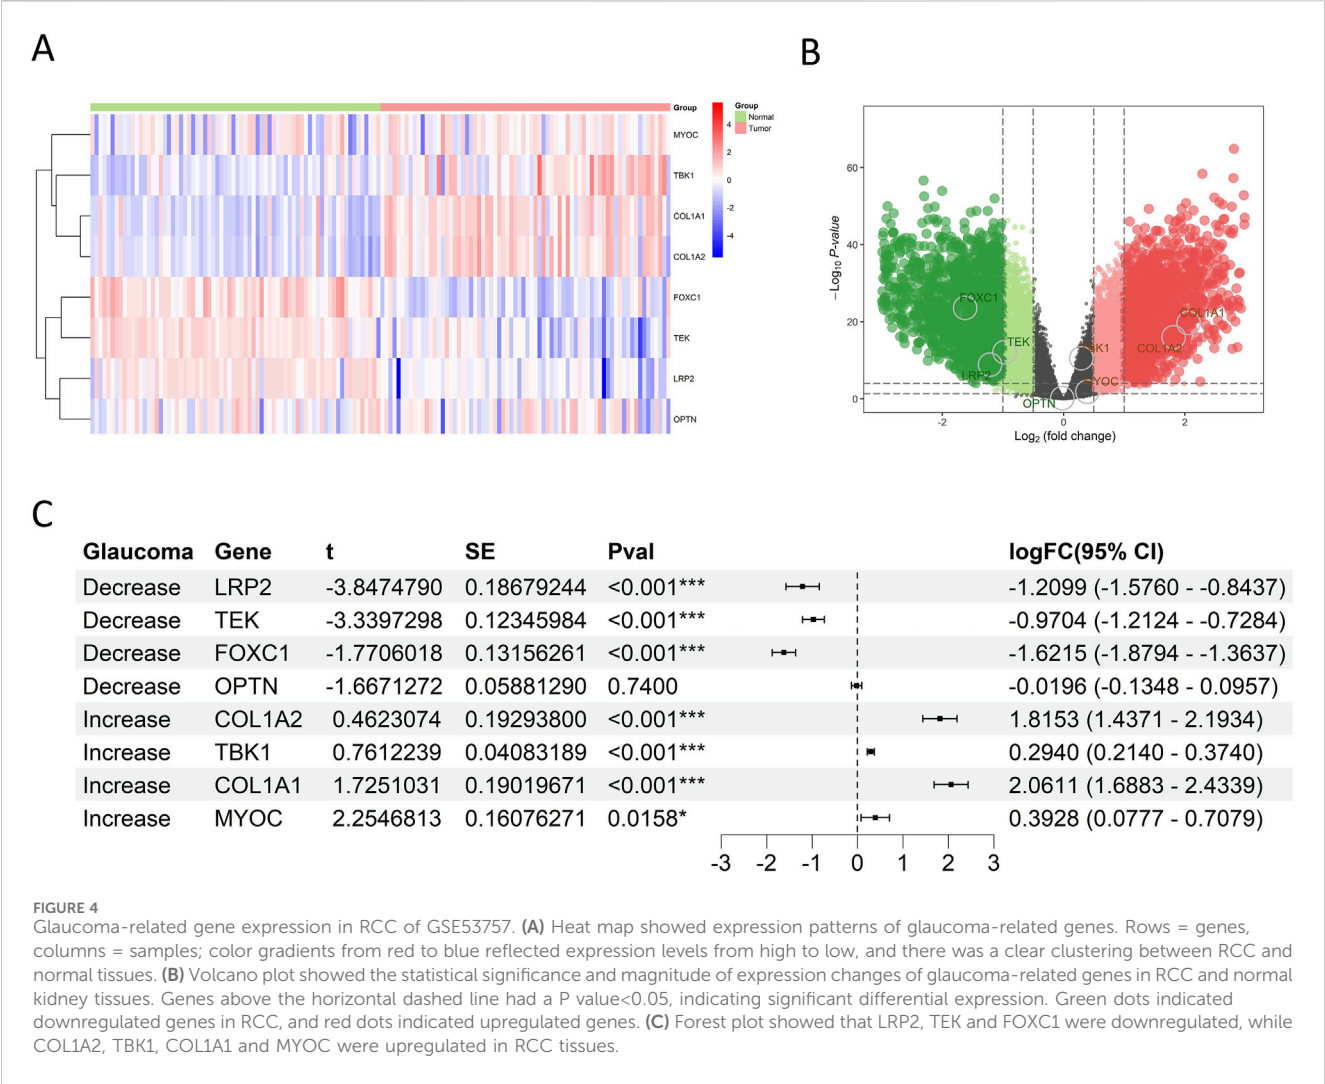 A
B
Group
MYOC
TBK1
COL1A1
COL1A2
FOXC1
TEK
LRP2
OPTN
4
2
0
-2
-4
Group
Normal
Tumor
−Log10 P-value
60
40
20
0
FOXC1
TEK
LRP2
OPTN
COL1A1
COL1A2
-2
0
2
Log2 (fold change)
C
Glaucoma Gene t SE Pval logFC(95% CI)
Decrease LRP2 -3.8474790 0.18679244 <0.001*** -1.2099 (-1.5760 - -0.8437)
Decrease TEK -3.3397298 0.12345984 <0.001*** -0.9704 (-1.2124 - -0.7284)
Decrease FOXC1 -1.7706018 0.13156261 <0.001*** -1.6215 (-1.8794 - -1.3637)
Decrease OPTN -1.6671272 0.05881290 0.7400 -0.0196 (-0.1348 - 0.0957)
Increase COL1A2 0.4623074 0.19293800 <0.001*** 1.8153 (1.4371 - 2.1934)
Increase TBK1 0.7612239 0.04083189 <0.001*** 0.2940 (0.2140 - 0.3740)
Increase COL1A1 1.7251031 0.19019671 <0.001*** 2.0611 (1.6883 - 2.4339)
Increase MYOC 2.2546813 0.16076271 0.0158* 0.3928 (0.0777 - 0.7079)
-3 -2 -1 0 1 2 3
FIGURE 4
Glaucoma-related gene expression in RCC of GSE53757. (A) Heat map showed expression patterns of glaucoma-related genes. Rows = genes,
columns = samples; color gradients from red to blue reflected expression levels from high to low, and there was a clear clustering between RCC and
normal tissues. (B) Volcano plot showed the statistical significance and magnitude of expression changes of glaucoma-related genes in RCC and normal
kidney tissues. Genes above the horizontal dashed line had a P value<0.05, indicating significant differential expression. Green dots indicated
downregulated genes in RCC, and red dots indicated upregulated genes. (C) Forest plot showed that LRP2, TEK and FOXC1 were downregulated, while
COL1A2, TBK1, COL1A1 and MYOC were upregulated in RCC tissues.